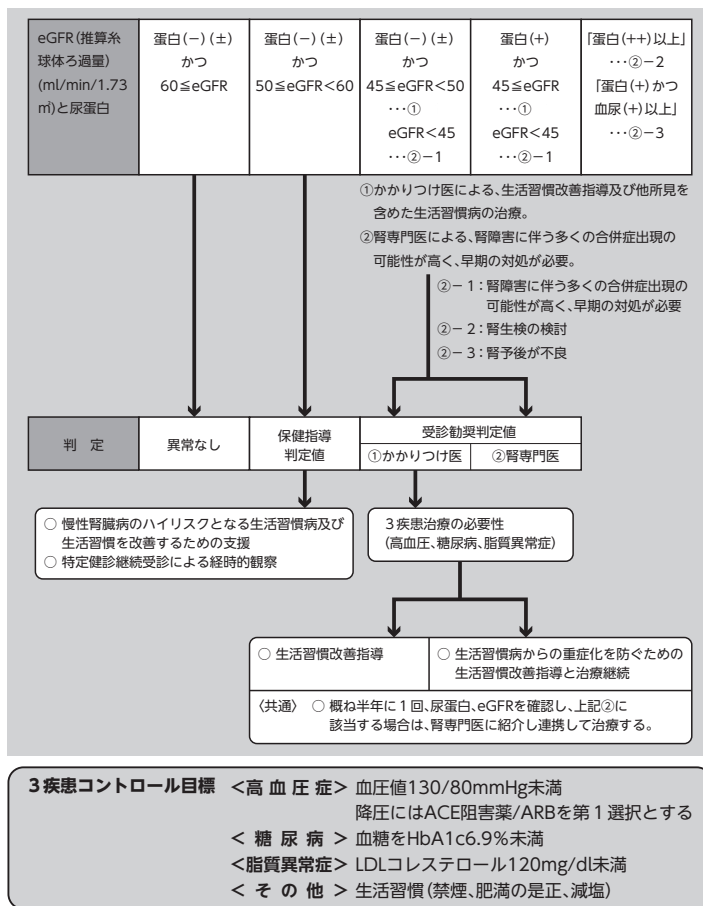 eGFR(推算糸
球体ろ過量)
(ml/min/1.73
㎡)と尿蛋白
蛋白(－)(±)
かつ
60≦eGFR
蛋白(－)(±)
かつ
50≦eGFR<60
蛋白(－)(±)
かつ
45≦eGFR<50
…①
eGFR<45
…②－1
蛋白(+)
かつ
45≦eGFR
…①
eGFR<45
…②－1
「蛋白(++)以上」
…②－2
「蛋白(+)かつ
血尿(+)以上」
…②－3
①かかりつけ医による、生活習慣改善指導及び他所見を
含めた生活習慣病の治療。
②腎専門医による、腎障害に伴う多くの合併症出現の
可能性が高く、早期の対処が必要。
②－1：腎障害に伴う多くの合併症出現の
可能性が高く、早期の対処が必要
②－2：腎生検の検討
②－3：腎予後が不良
判 定
異常なし
保健指導
判定値
受診勧奨判定値
①かかりつけ医
②腎専門医
○ 慢性腎臓病のハイリスクとなる生活習慣病及び
生活習慣を改善するための支援
○ 特定健診継続受診による経時的観察
3疾患治療の必要性
(高血圧、糖尿病、脂質異常症)
○ 生活習慣改善指導
○ 生活習慣病からの重症化を防ぐための
生活習慣改善指導と治療継続
〈共通〉 ○ 概ね半年に1回、尿蛋白、eGFRを確認し、上記②に
該当する場合は、腎専門医に紹介し連携して治療する。
3疾患コントロール目標 <高血圧症> 血圧値130/80mmHg未満
降圧にはACE阻害薬/ARBを第1選択とする
<糖尿病> 血糖をHbA1c6.9%未満
<脂質異常症> LDLコレステロール120mg/dl未満
<その他> 生活習慣(禁煙、肥満の是正、減塩)